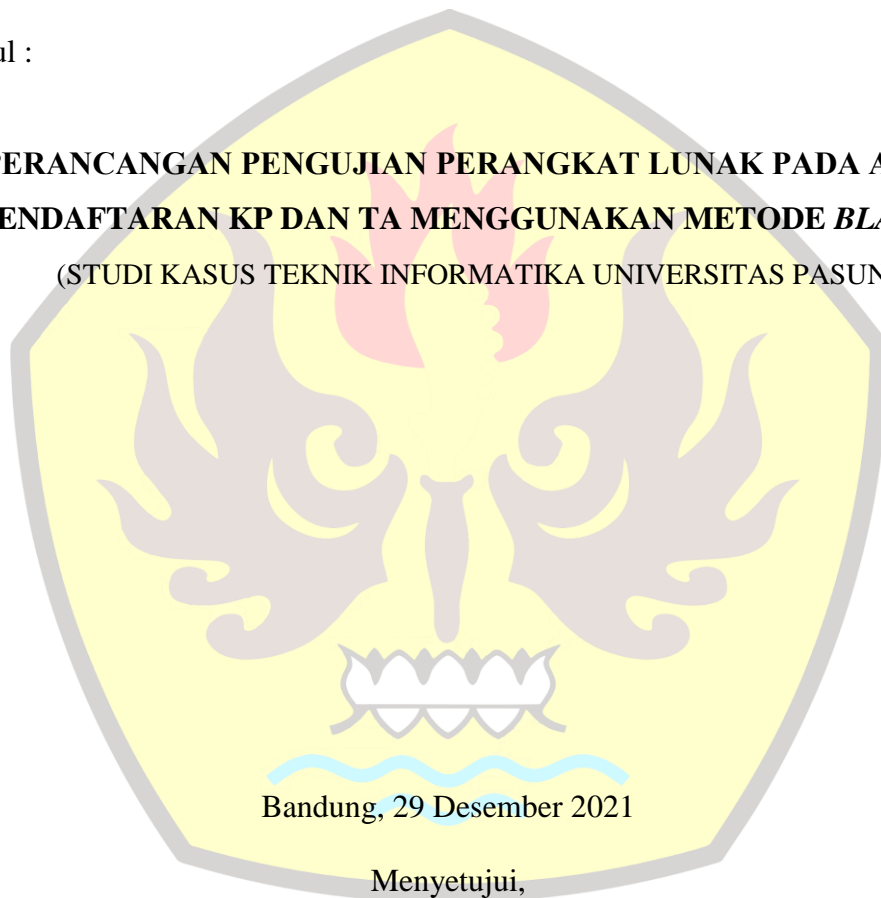 ul :
PERANCANGAN PENGUJIAN PERANGKAT LUNAK PADA A
ENDAFTARAN KP DAN TA MENGGUNAKAN METODE BLA
(STUDI KASUS TEKNIK INFORMATIKA UNIVERSITAS PASUN
Bandung, 29 Desember 2021
Menyetujui,